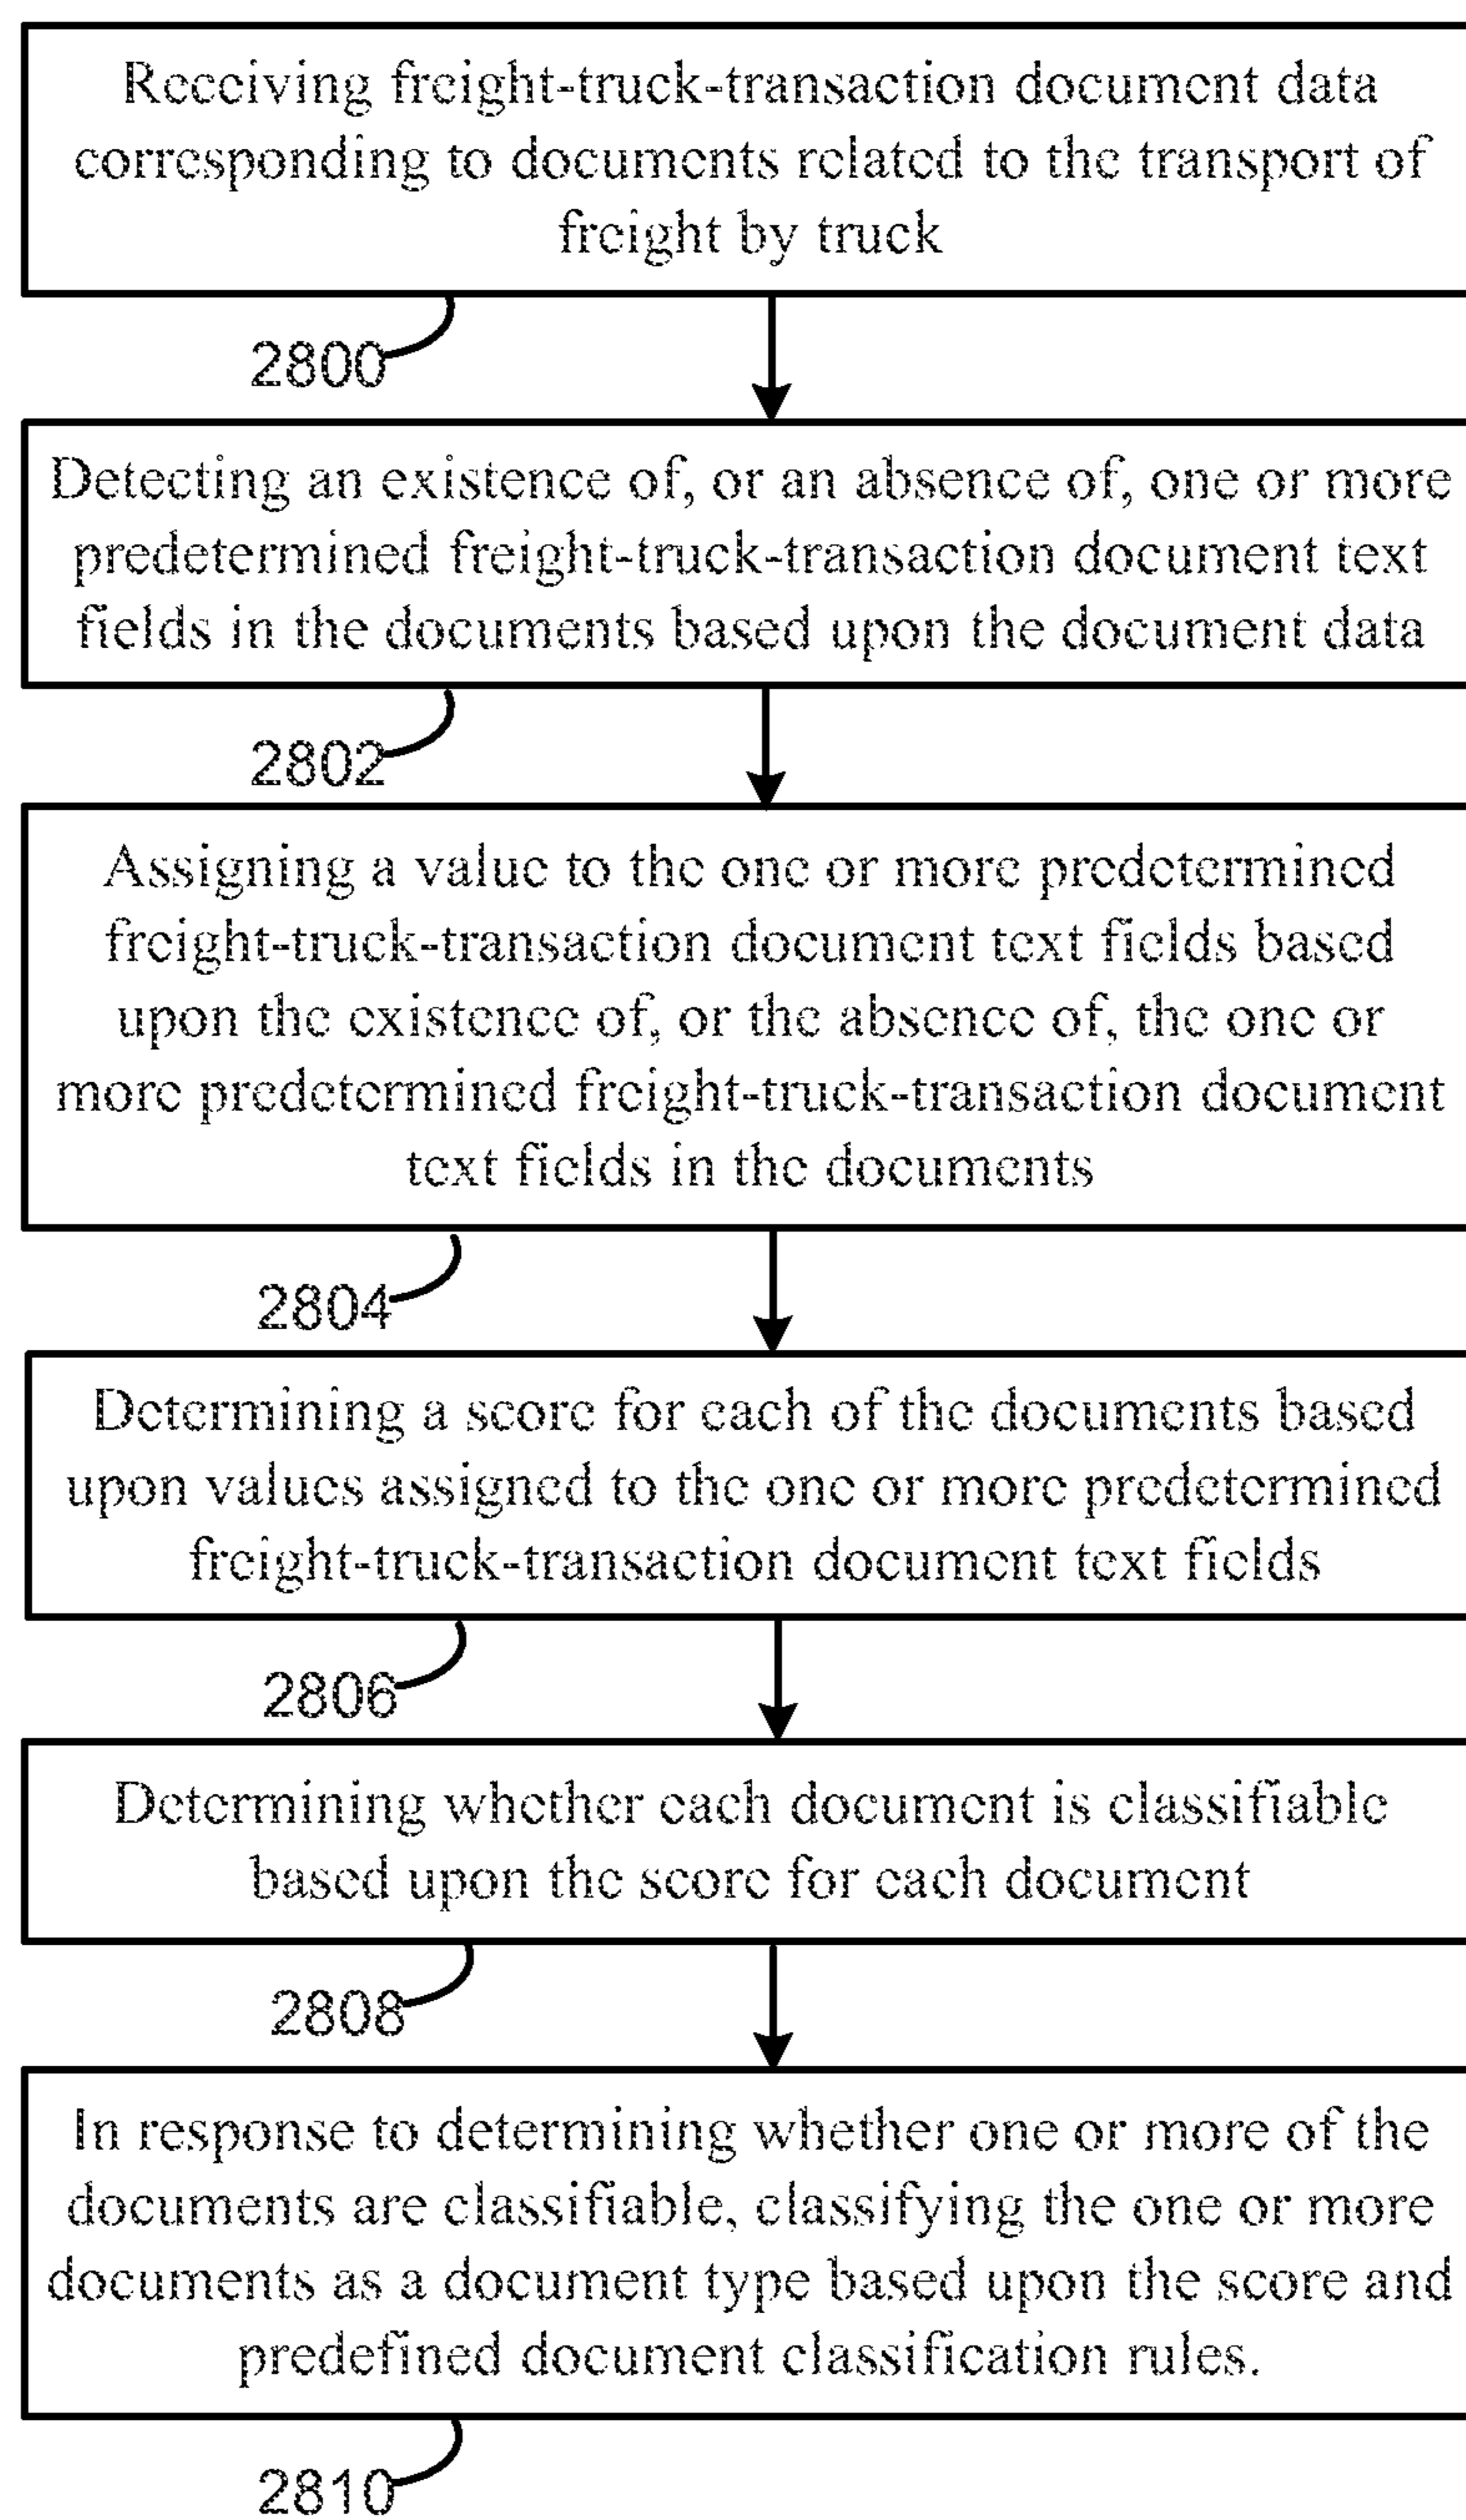 Receiving freight-truck-transaction document data
corresponding to documents related to the transport of
freight by truck
2800
Detecting an existence of, or an absence of, one or more
predetermined freight-truck-transaction document text
fields in the documents based upon the document data
2802
Assigning a value to the one or more predetermined
freight-truck-transaction document text fields based
upon the existence of, or the absence of, the one or
more predetermined freight-truck-transaction document
text fields in the documents
2804
Determining a score for each of the documents based
upon values assigned to the one or more predetermined
freight-truck-transaction document text fields
2806
Determining whether each document is classifiable
based upon the score for each document
2808
In response to determining whether one or more of the
documents are classifiable, classifying the one or more
documents as a document type based upon the score and
predefined document classification rules.
2810